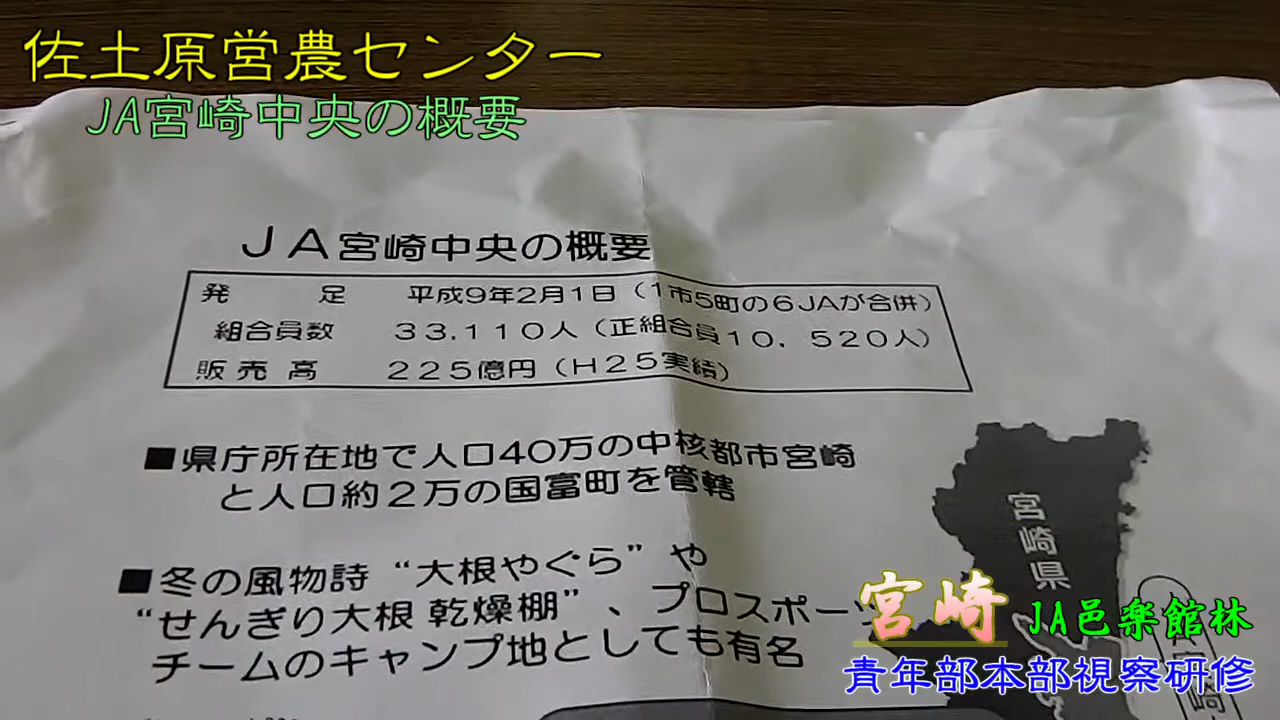 佐土原営農センター
JA宮崎中央の概要
JA宮崎中央の概要
発 足 平成9年2月1日(1市5町の6JAが合併)
組合員数 33,110人(正組合員10,520人)
販売高 225億円(H25実績)
■県庁所在地で人口40万の中核都市宮崎
と人口約2万の国富町を管轄
■冬の風物詩“大根やぐら”や
“せんぎり大根 乾燥棚”、プロスポーツ
チームのキャンプ地としても有名
宮崎県
宮崎 JA邑楽館林
青年部本部視察研修